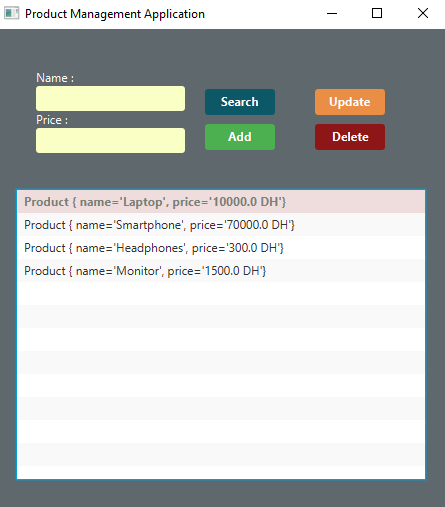 Product Management Application
Name :
Search
Update
Price :
Add
Delete
Product { name='Laptop', price='10000.0 DH'}
Product { name='Smartphone', price='70000.0 DH'}
Product { name='Headphones', price='300.0 DH'}
Product { name='Monitor', price='1500.0 DH'}